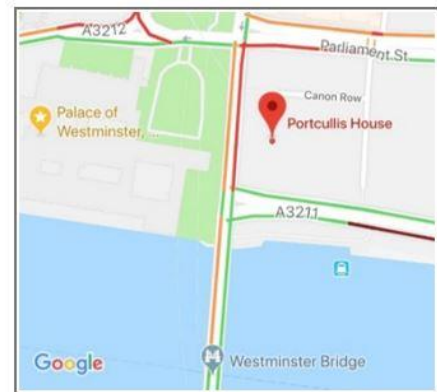 A3212
Parliament St
Canon Row
Palace of
Westminster, ...
Portcullis House
A3211
Google
Westminster Bridge